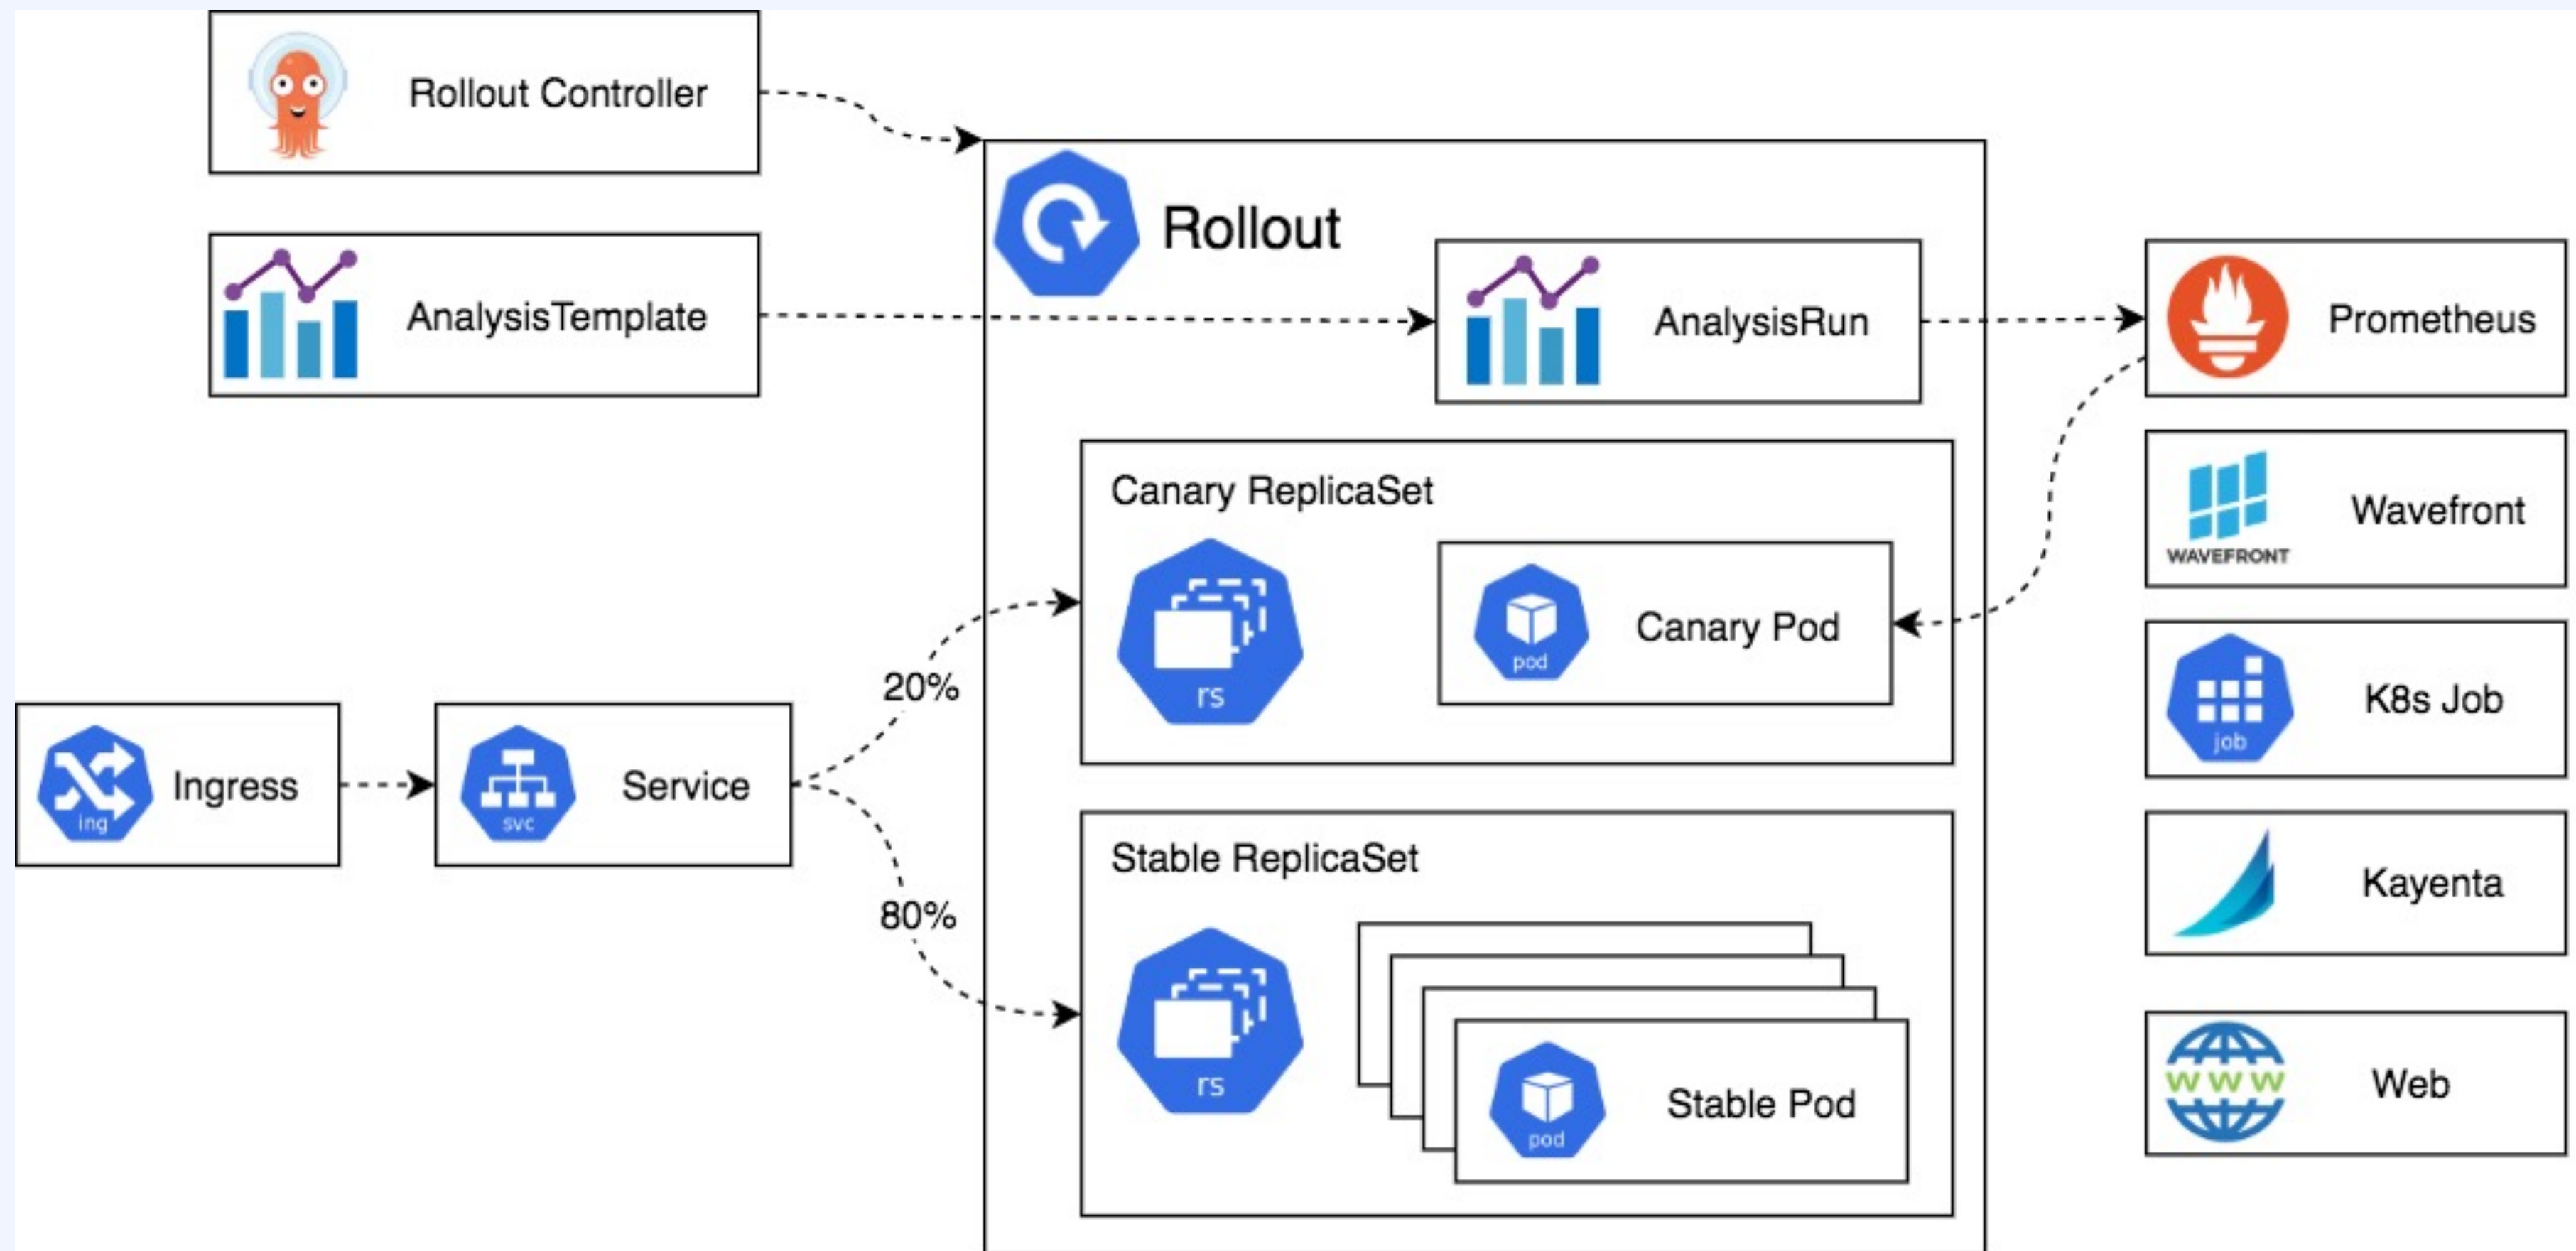 Rollout Controller
AnalysisTemplate
Rollout
AnalysisRun
Prometheus
Canary ReplicaSet
rs
pod
Canary Pod
WAVEFRONT
Wavefront
job
K8s Job
Kayenta
WWW
Web
ing
Ingress
svc
Service
20%
80%
Stable ReplicaSet
rs
pod
Stable Pod